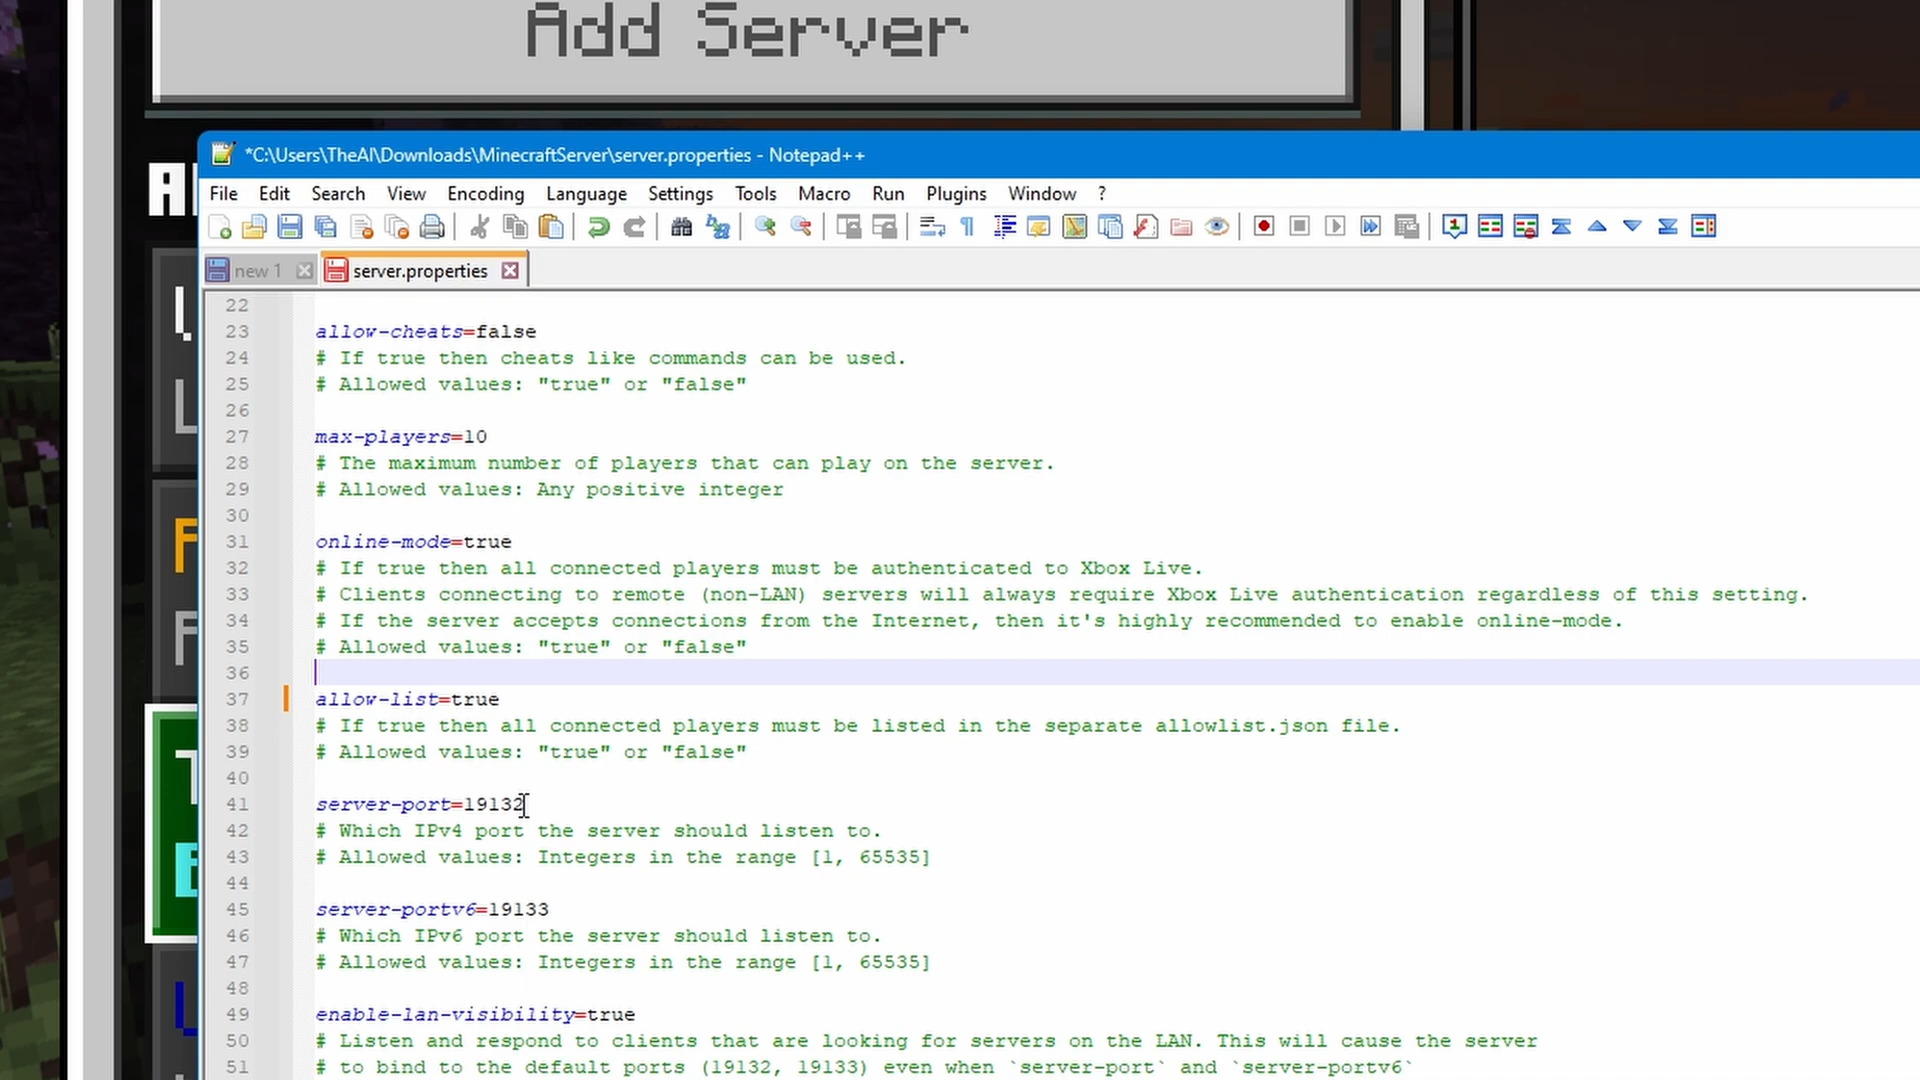 Add Server
*C:\Users\TheAI\Downloads\MinecraftServer\server.properties - Notepad++
File Edit Search View Encoding Language Settings Tools Macro Run Plugins Window ?
new 1 server.properties
22
23 allow-cheats=false
24 # If true then cheats like commands can be used.
25 # Allowed values: "true" or "false"
26
27 max-players=10
28 # The maximum number of players that can play on the server.
29 # Allowed values: Any positive integer
30
31 online-mode=true
32 # If true then all connected players must be authenticated to Xbox Live.
33 # Clients connecting to remote (non-LAN) servers will always require Xbox Live authentication regardless of this setting.
34 # If the server accepts connections from the Internet, then it's highly recommended to enable online-mode.
35 # Allowed values: "true" or "false"
36
37 allow-list=true
38 # If true then all connected players must be listed in the separate allowlist.json file.
39 # Allowed values: "true" or "false"
40
41 server-port=19132
42 # Which IPv4 port the server should listen to.
43 # Allowed values: Integers in the range [1, 65535]
44
45 server-portv6=19133
46 # Which IPv6 port the server should listen to.
47 # Allowed values: Integers in the range [1, 65535]
48
49 enable-lan-visibility=true
50 # Listen and respond to clients that are looking for servers on the LAN. This will cause the server
51 # to bind to the default ports (19132, 19133) even when `server-port` and `server-portv6`